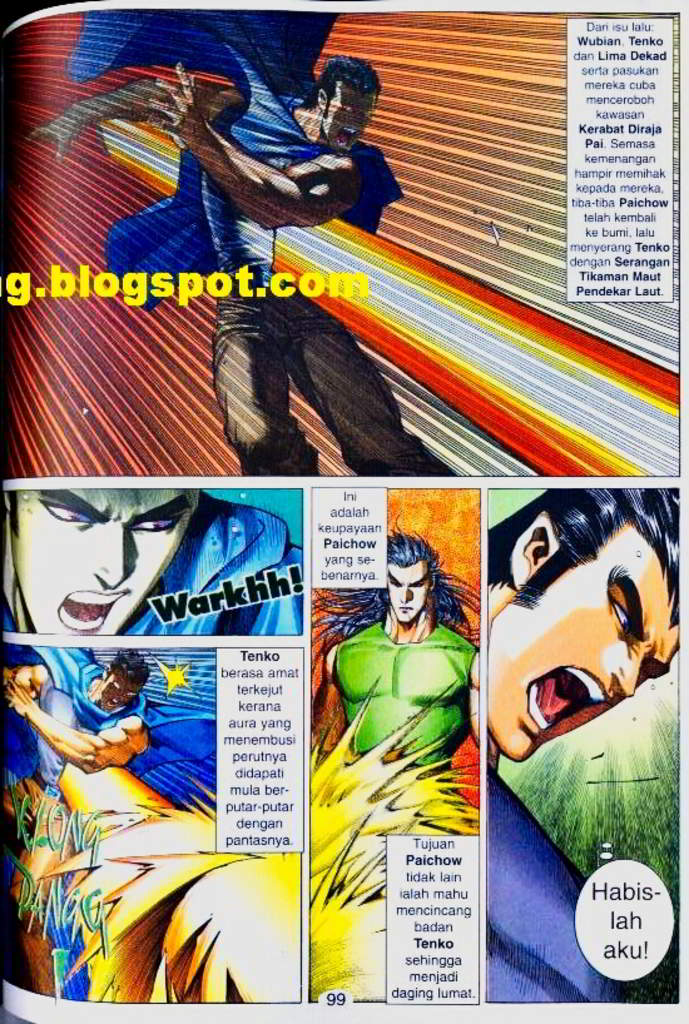 Dari isu lalu:
Wubian, Tenko
dan Lima Dekad
serta pasukan
mereka cuba
menceroboh
kawasan
Kerabat Diraja
Pai. Semasa
kemenangan
hampir memihak
kepada mereka,
tiba-tiba Paichow
telah kembali
ke bumi, lalu
menyerang Tenko
dengan Serangan
Tikaman Maut
Pendekar Laut.
g.blogspot.com
Warkhh!
Tenko
berasa amat
terkejut
kerana
aura yang
menembusi
perutnya
didapati
mula ber-
putar-putar
dengan
pantasnya.
KLONG
PANGG
!
Ini
adalah
keupayaan
Paichow
yang se-
benarnya.
Tujuan
Paichow
tidak lain
ialah mahu
mencincang
badan
Tenko
sehingga
menjadi
daging lumat.
Habis-
lah
aku!
99